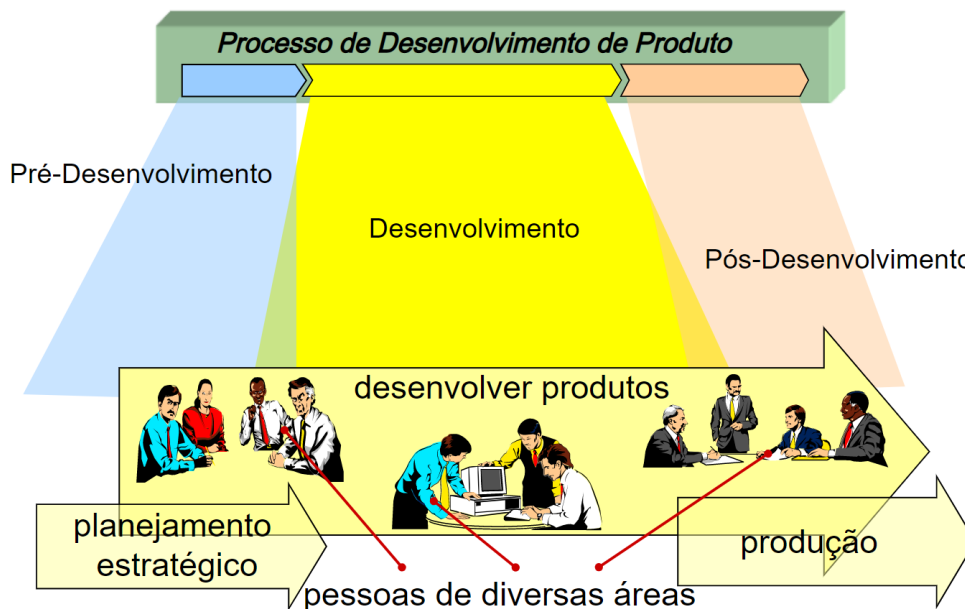 Processo de Desenvolvimento de Produto
Pré-Desenvolvimento
Desenvolvimento
Pós-Desenvolvimento
desenvolver produtos
planejamento
estratégico
produção
pessoas de diversas áreas